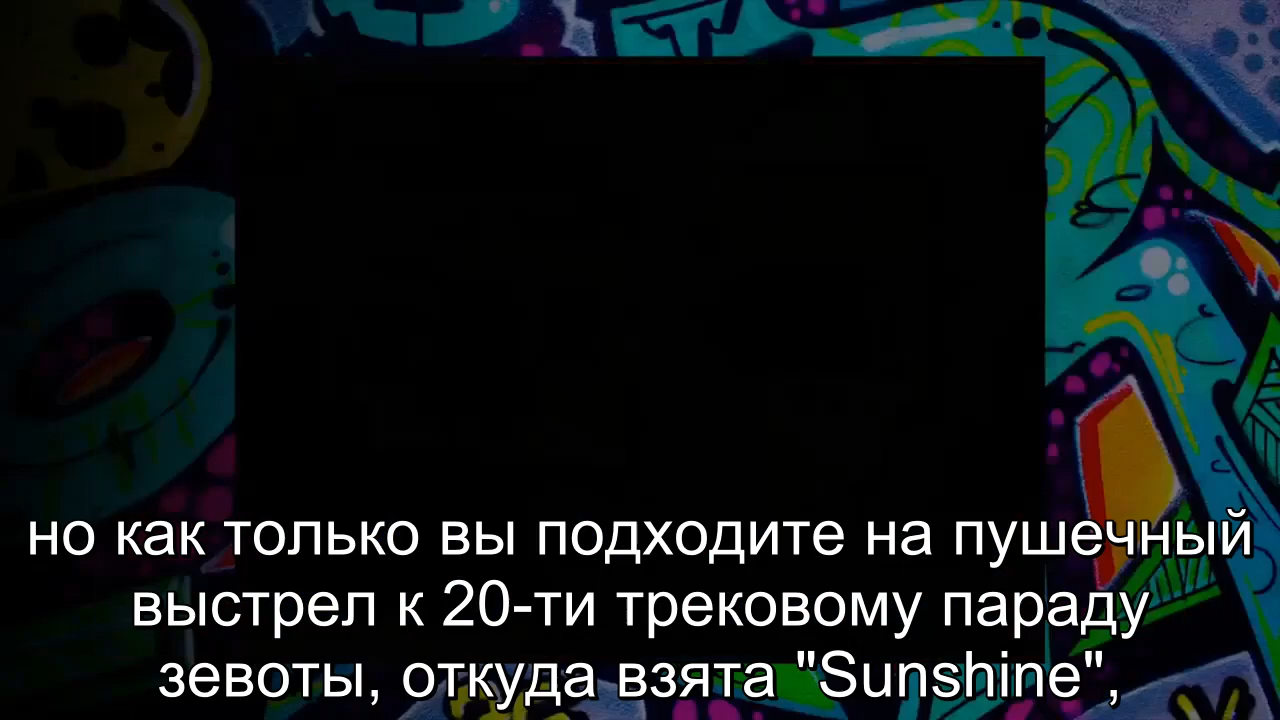 но как только вы подходите на пушечный
выстрел к 20-ти трековому параду
зевоты, откуда взята "Sunshine",